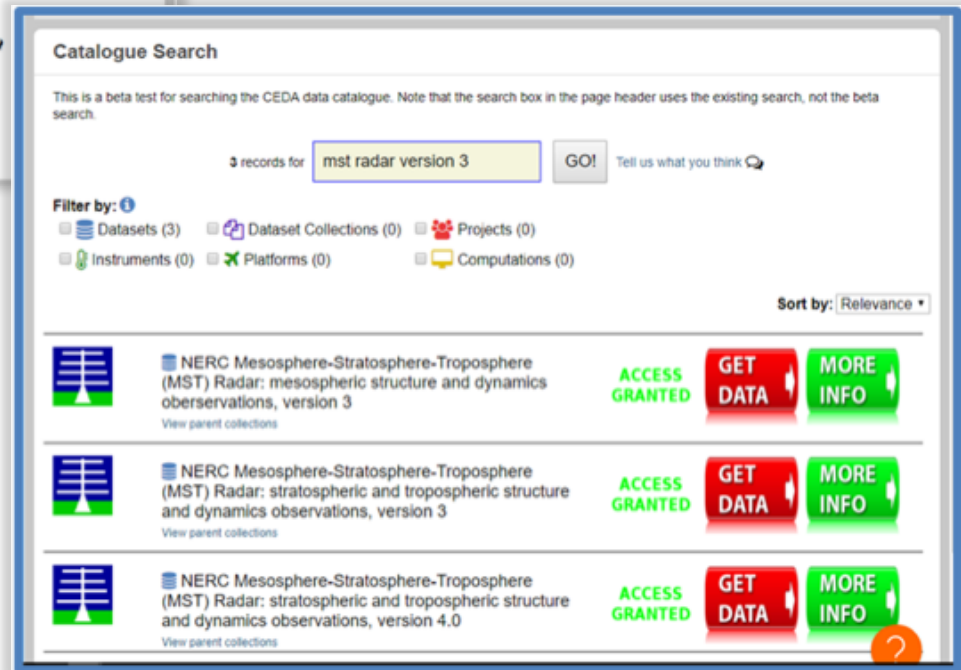 Catalogue Search
This is a beta test for searching the CEDA data catalogue. Note that the search box in the page header uses the existing search, not the beta
search.
3 records for mst radar version 3 GO! Tell us what you think
Filter by:
Datasets (3) Dataset Collections (0) Projects (0)
Instruments (0) Platforms (0) Computations (0)
Sort by: Relevance
NERC Mesosphere-Stratosphere-Troposphere
(MST) Radar: mesospheric structure and dynamics
oberservations, version 3
View parent collections
ACCESS
GRANTED
GET
DATA
MORE
INFO
NERC Mesosphere-Stratosphere-Troposphere
(MST) Radar: stratospheric and tropospheric structure
and dynamics observations, version 3
View parent collections
ACCESS
GRANTED
GET
DATA
MORE
INFO
NERC Mesosphere-Stratosphere-Troposphere
(MST) Radar: stratospheric and tropospheric structure
and dynamics observations, version 4.0
View parent collections
ACCESS
GRANTED
GET
DATA
MORE
INFO
?